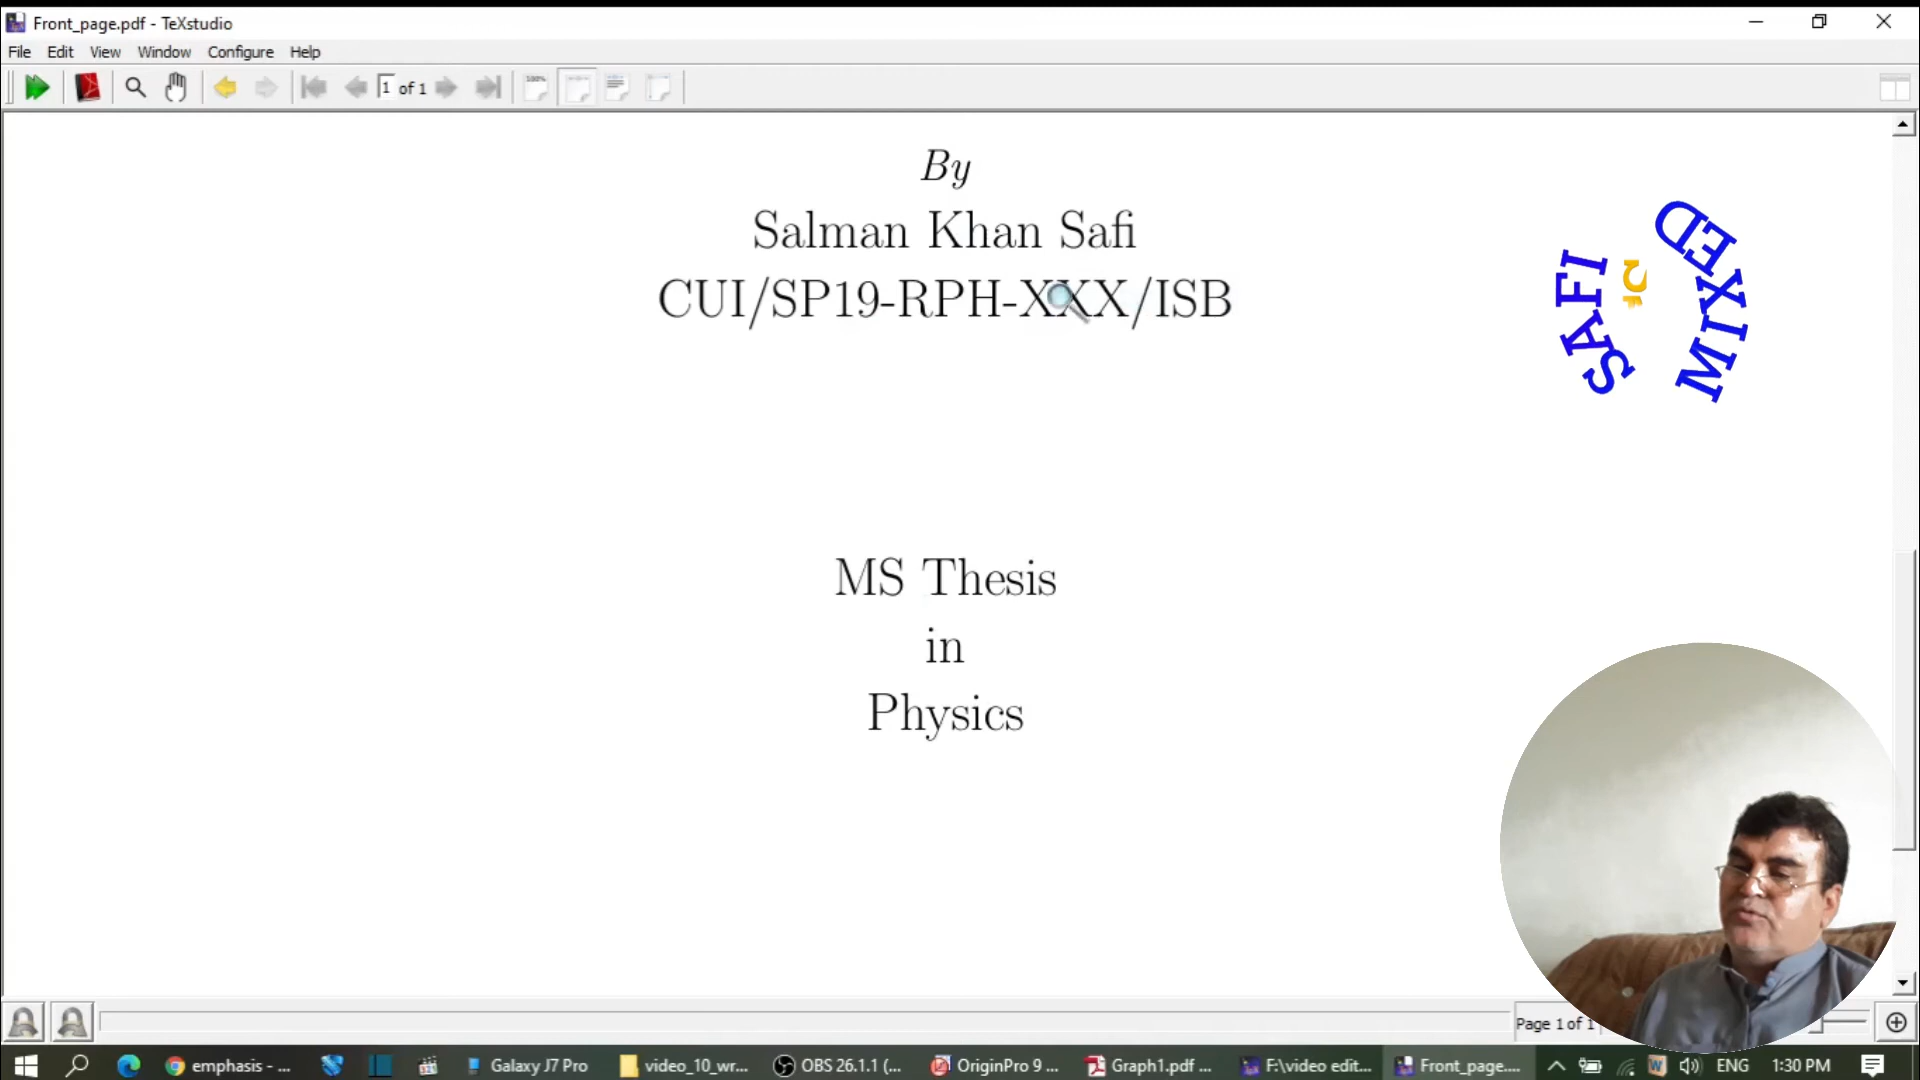 Front_page.pdf - TeXstudio
File Edit View Window Configure Help
100%
1 of 1
By
Salman Khan Safi
CUI/SP19-RPH-XXX/ISB
SAFI MIXED
MS Thesis
in
Physics
Page 1 of 1
emphasis - ...
Galaxy J7 Pro
video_10_wr...
OBS 26.1.1 (...
OriginPro 9 ...
Graph1.pdf ...
F:\video edit...
Front_page....
ENG
1:30 PM